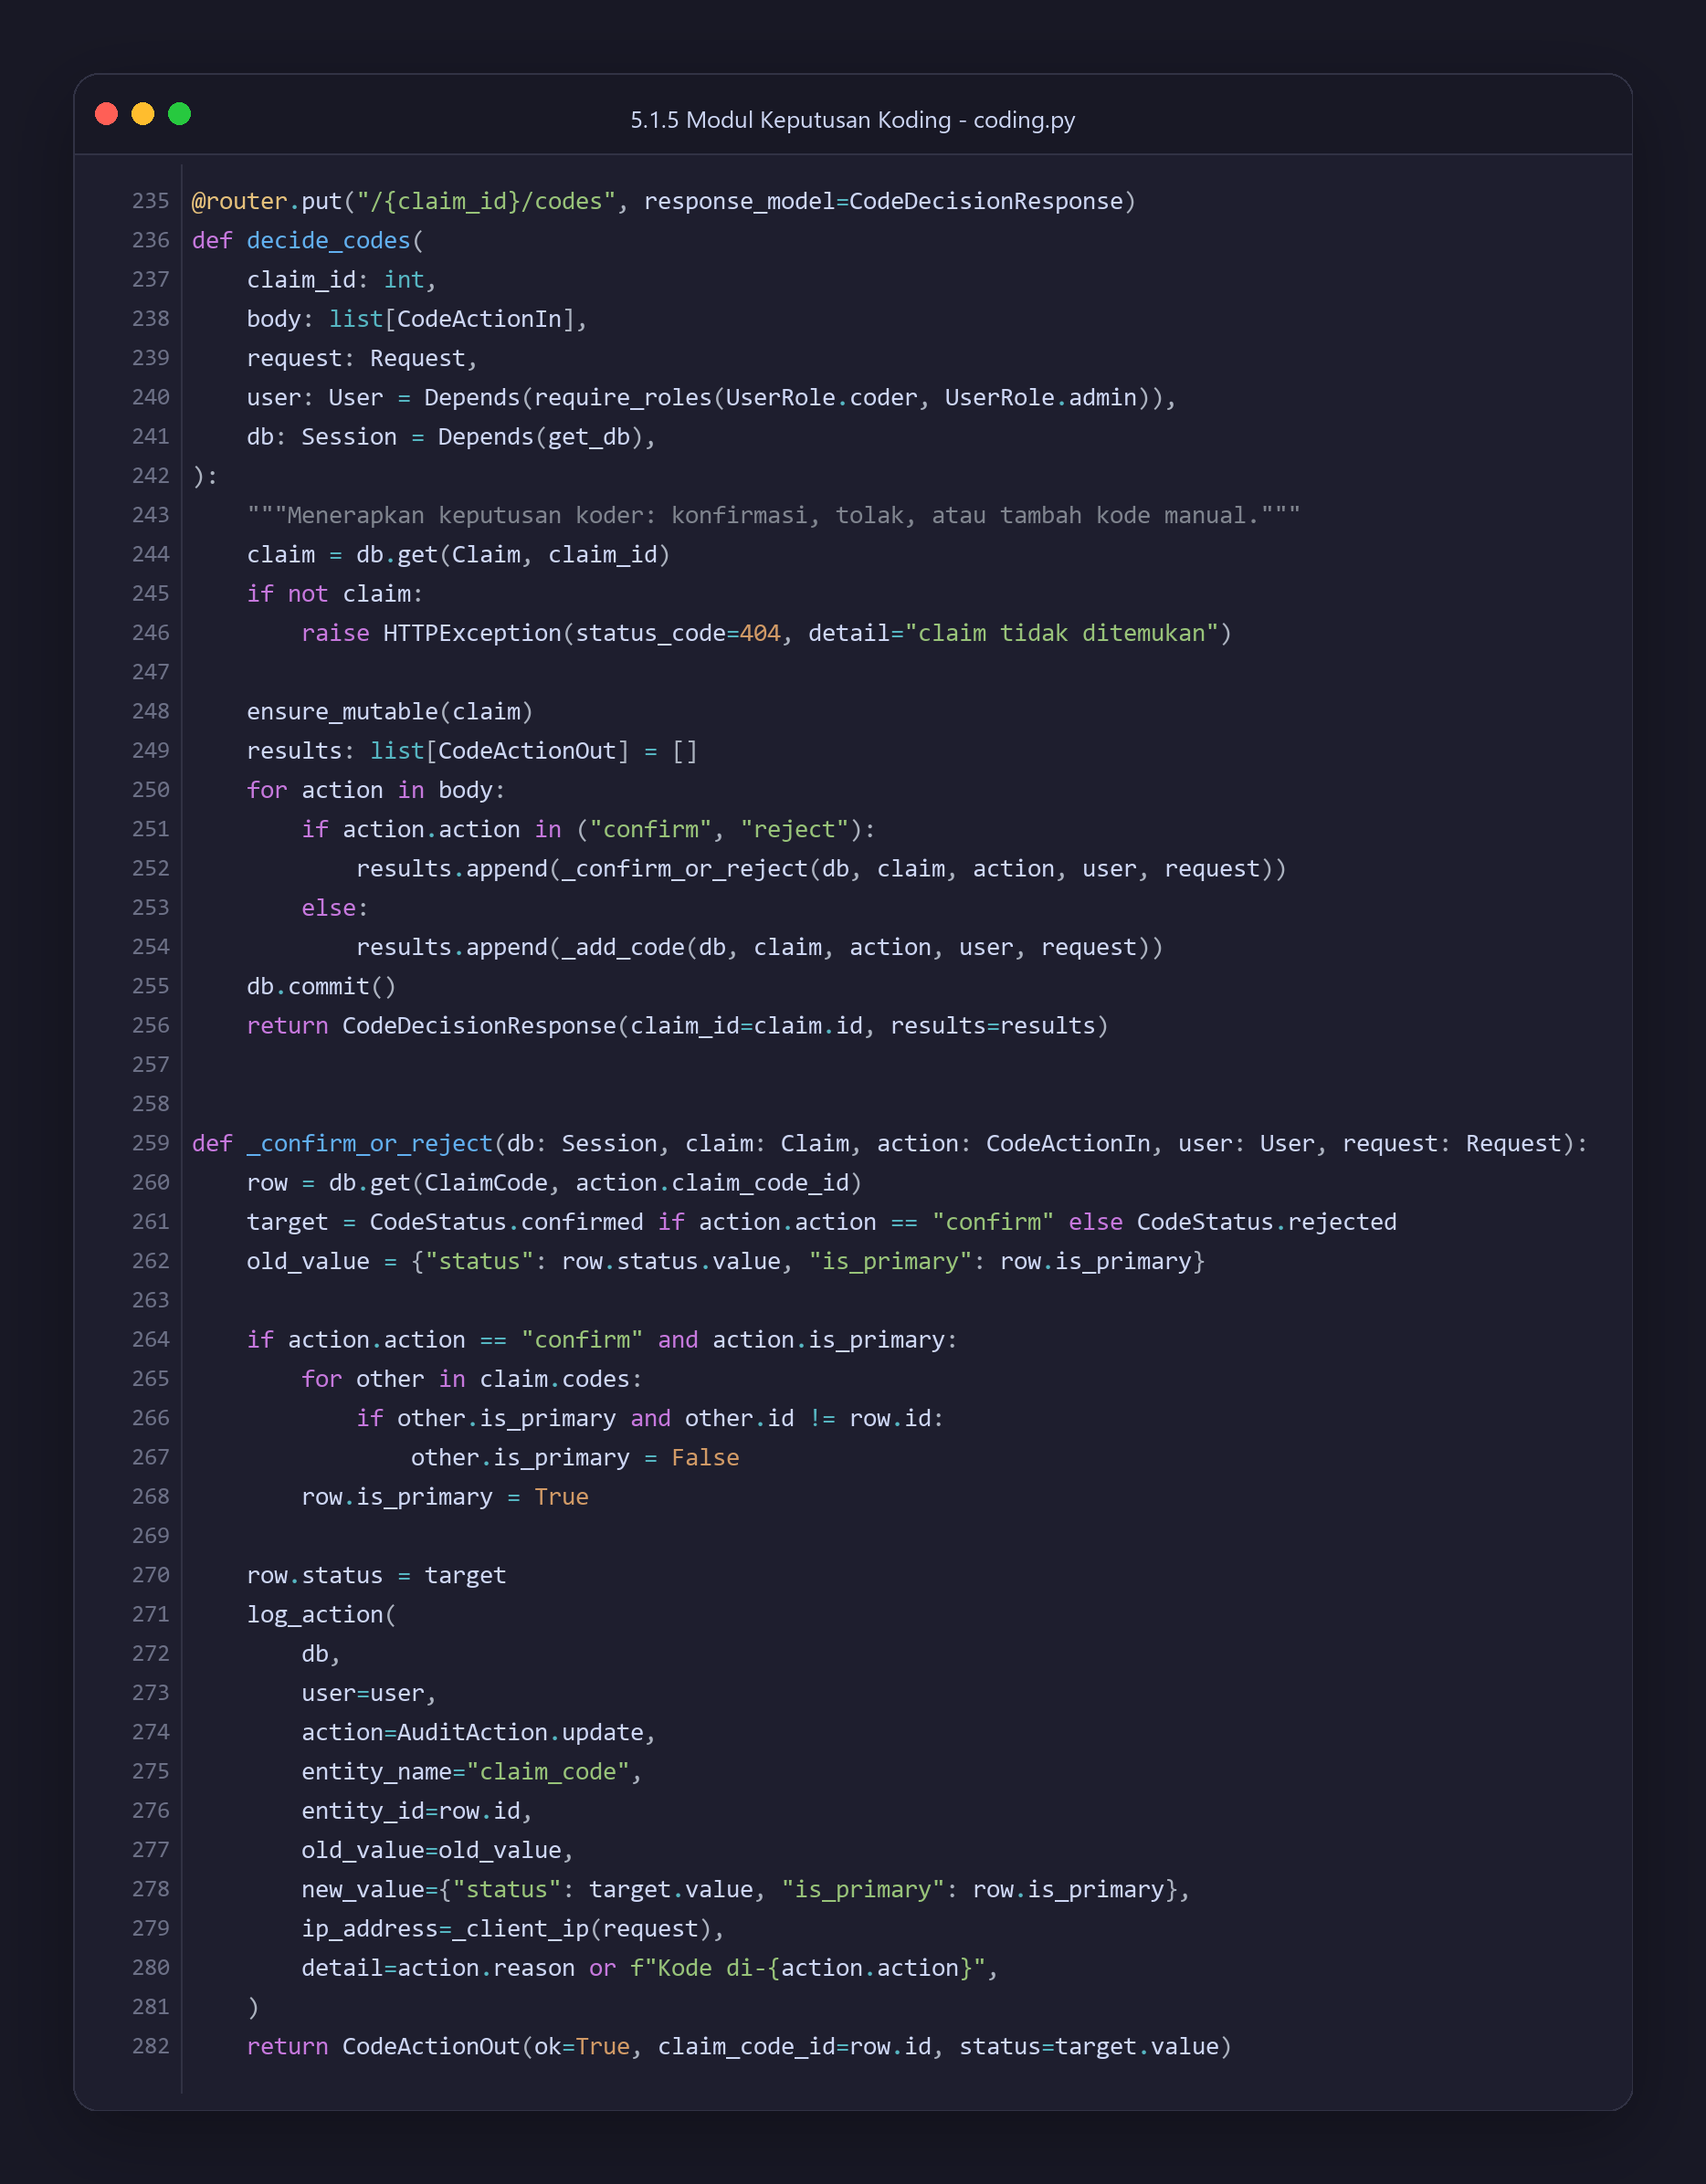 5.1.5 Modul Keputusan Koding - coding.py
235 @router.put("/{claim_id}/codes", response_model=CodeDecisionResponse)
236 def decide_codes(
237     claim_id: int,
238     body: list[CodeActionIn],
239     request: Request,
240     user: User = Depends(require_roles(UserRole.coder, UserRole.admin)),
241     db: Session = Depends(get_db),
242 ):
243     """Menerapkan keputusan koder: konfirmasi, tolak, atau tambah kode manual."""
244     claim = db.get(Claim, claim_id)
245     if not claim:
246         raise HTTPException(status_code=404, detail="claim tidak ditemukan")
247
248     ensure_mutable(claim)
249     results: list[CodeActionOut] = []
250     for action in body:
251         if action.action in ("confirm", "reject"):
252             results.append(_confirm_or_reject(db, claim, action, user, request))
253         else:
254             results.append(_add_code(db, claim, action, user, request))
255     db.commit()
256     return CodeDecisionResponse(claim_id=claim.id, results=results)
257
258
259 def _confirm_or_reject(db: Session, claim: Claim, action: CodeActionIn, user: User, request: Request):
260     row = db.get(ClaimCode, action.claim_code_id)
261     target = CodeStatus.confirmed if action.action == "confirm" else CodeStatus.rejected
262     old_value = {"status": row.status.value, "is_primary": row.is_primary}
263
264     if action.action == "confirm" and action.is_primary:
265         for other in claim.codes:
266             if other.is_primary and other.id != row.id:
267                 other.is_primary = False
268         row.is_primary = True
269
270     row.status = target
271     log_action(
272         db,
273         user=user,
274         action=AuditAction.update,
275         entity_name="claim_code",
276         entity_id=row.id,
277         old_value=old_value,
278         new_value={"status": target.value, "is_primary": row.is_primary},
279         ip_address=_client_ip(request),
280         detail=action.reason or f"Kode di-{action.action}",
281     )
282     return CodeActionOut(ok=True, claim_code_id=row.id, status=target.value)